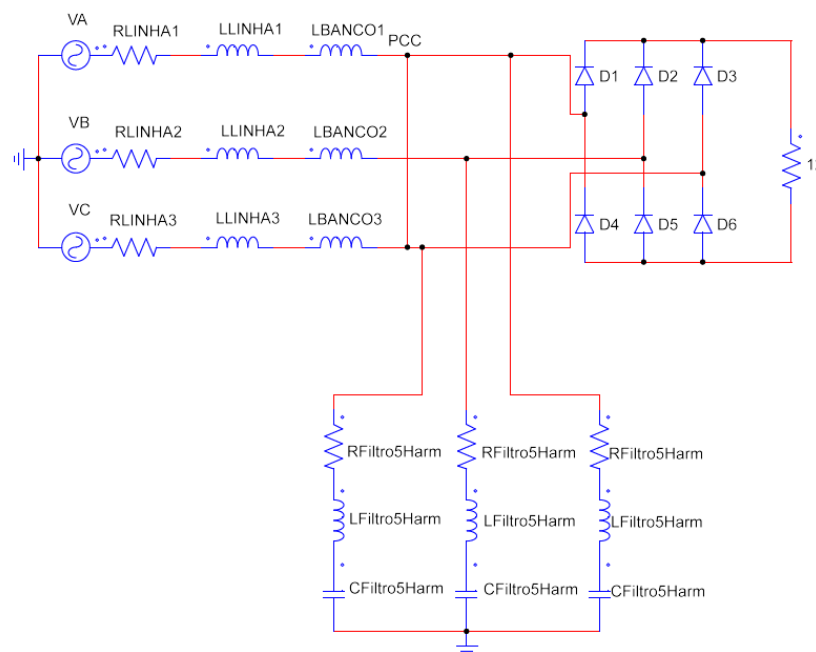 VA
RLINHA1
LLINHA1
LBANCO1
PCC
D1
D2
D3
VB
RLINHA2
LLINHA2
LBANCO2
VC
RLINHA3
LLINHA3
LBANCO3
D4
D5
D6
RFiltro5Harm
RFiltro5Harm
RFiltro5Harm
LFiltro5Harm
LFiltro5Harm
LFiltro5Harm
CFiltro5Harm
CFiltro5Harm
CFiltro5Harm